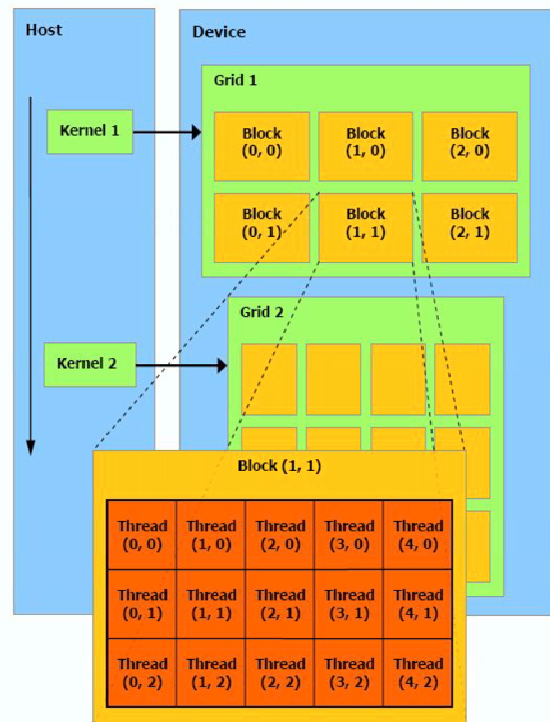 Host
Device
Grid 1
Kernel 1
Block
(0, 0)
Block
(1, 0)
Block
(2, 0)
Block
(0, 1)
Block
(1, 1)
Block
(2, 1)
Grid 2
Kernel 2
Block (1, 1)
Thread
(0, 0)
Thread
(1, 0)
Thread
(2, 0)
Thread
(3, 0)
Thread
(4, 0)
Thread
(0, 1)
Thread
(1, 1)
Thread
(2, 1)
Thread
(3, 1)
Thread
(4, 1)
Thread
(0, 2)
Thread
(1, 2)
Thread
(2, 2)
Thread
(3, 2)
Thread
(4, 2)